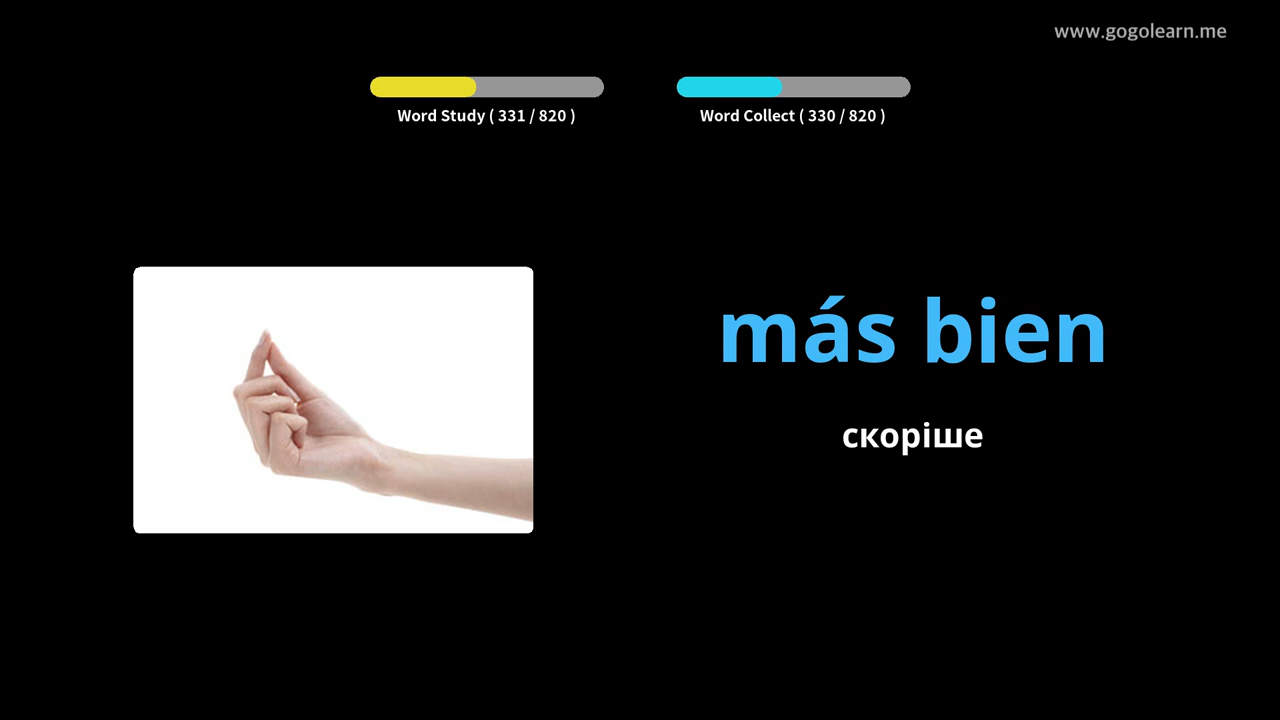 www.gogolearn.me
Word Study ( 331 / 820 )
Word Collect ( 330 / 820 )
más bien
скоріше